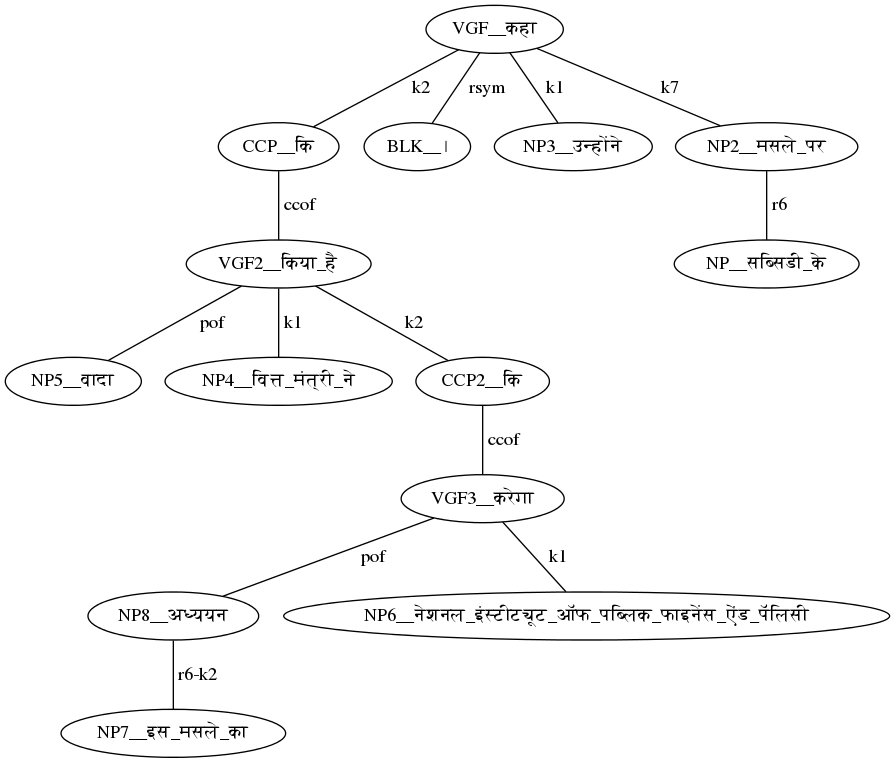 VGF__कहा
k2
rsym
k1
k7
CCP__कि
BLK__।
NP3__उन्होंने
NP2__मसले_पर
ccof
r6
VGF2__किया_है
NP__सब्सिडी_के
pof
k1
k2
NP5__वादा
NP4__वित्त_मंत्री_ने
CCP2__कि
ccof
VGF3__करेगा
pof
k1
NP8__अध्ययन
NP6__नेशनल_इंस्टीटच्यूट_ऑफ_पब्लिक_फाइनेंस_ऐंड_पॅलिसी
r6-k2
NP7__इस_मसले_का